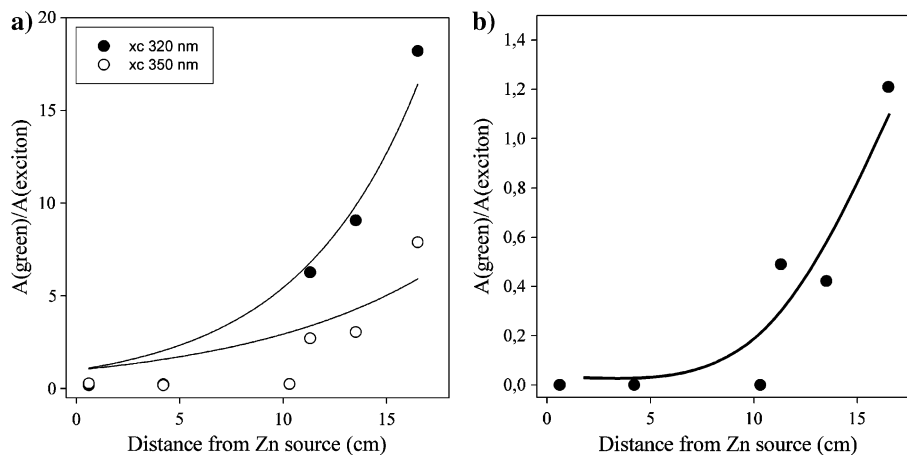 a)
20
15
10
5
0
A(green)/A(exciton)
xc 320 nm
xc 350 nm
0 5 10 15
Distance from Zn source (cm)
b)
1,4
1,2
1,0
0,8
0,6
0,4
0,2
0,0
A(green)/A(exciton)
0 5 10 15
Distance from Zn source (cm)